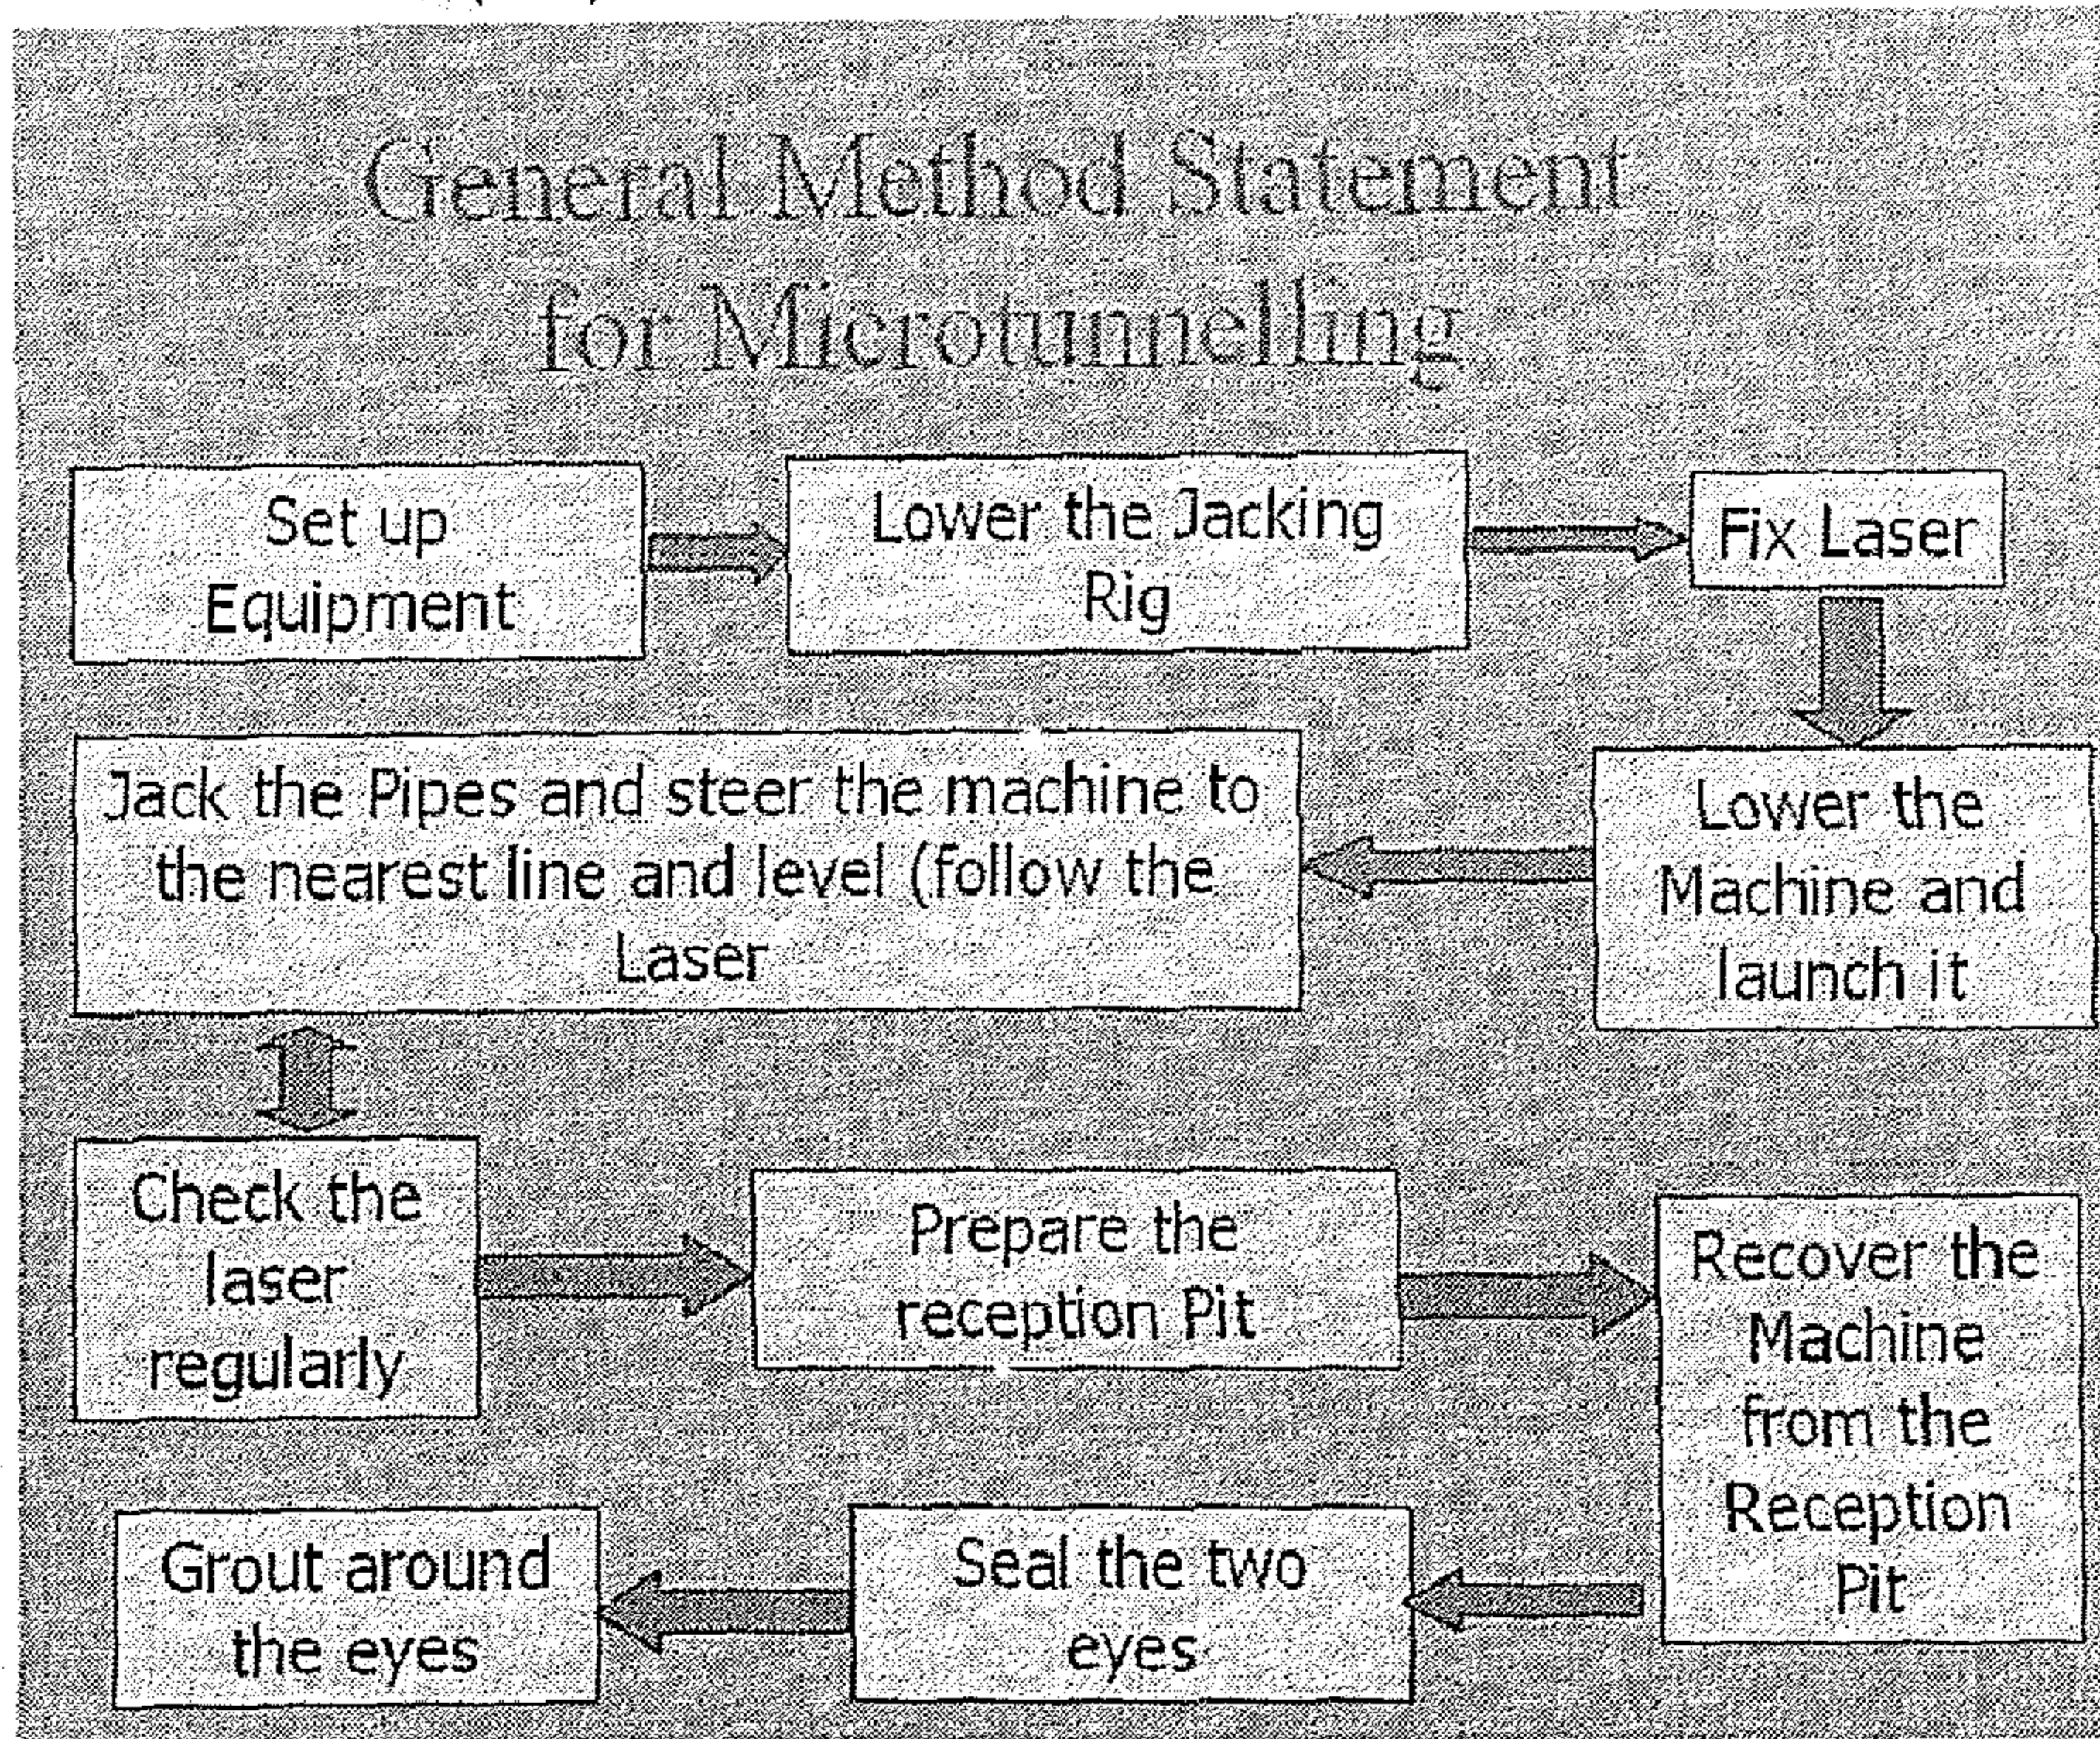 General Method Statement
for Microtunnelling
Set up
Equipment
Lower the Jacking
Rig
Fix Laser
Lower the
Machine and
launch it
Jack the Pipes and steer the machine to
the nearest line and level (follow the
Laser
Check the
laser
regularly
Prepare the
reception Pit
Recover the
Machine
from the
Reception
Pit
Seal the two
eyes
Grout around
the eyes